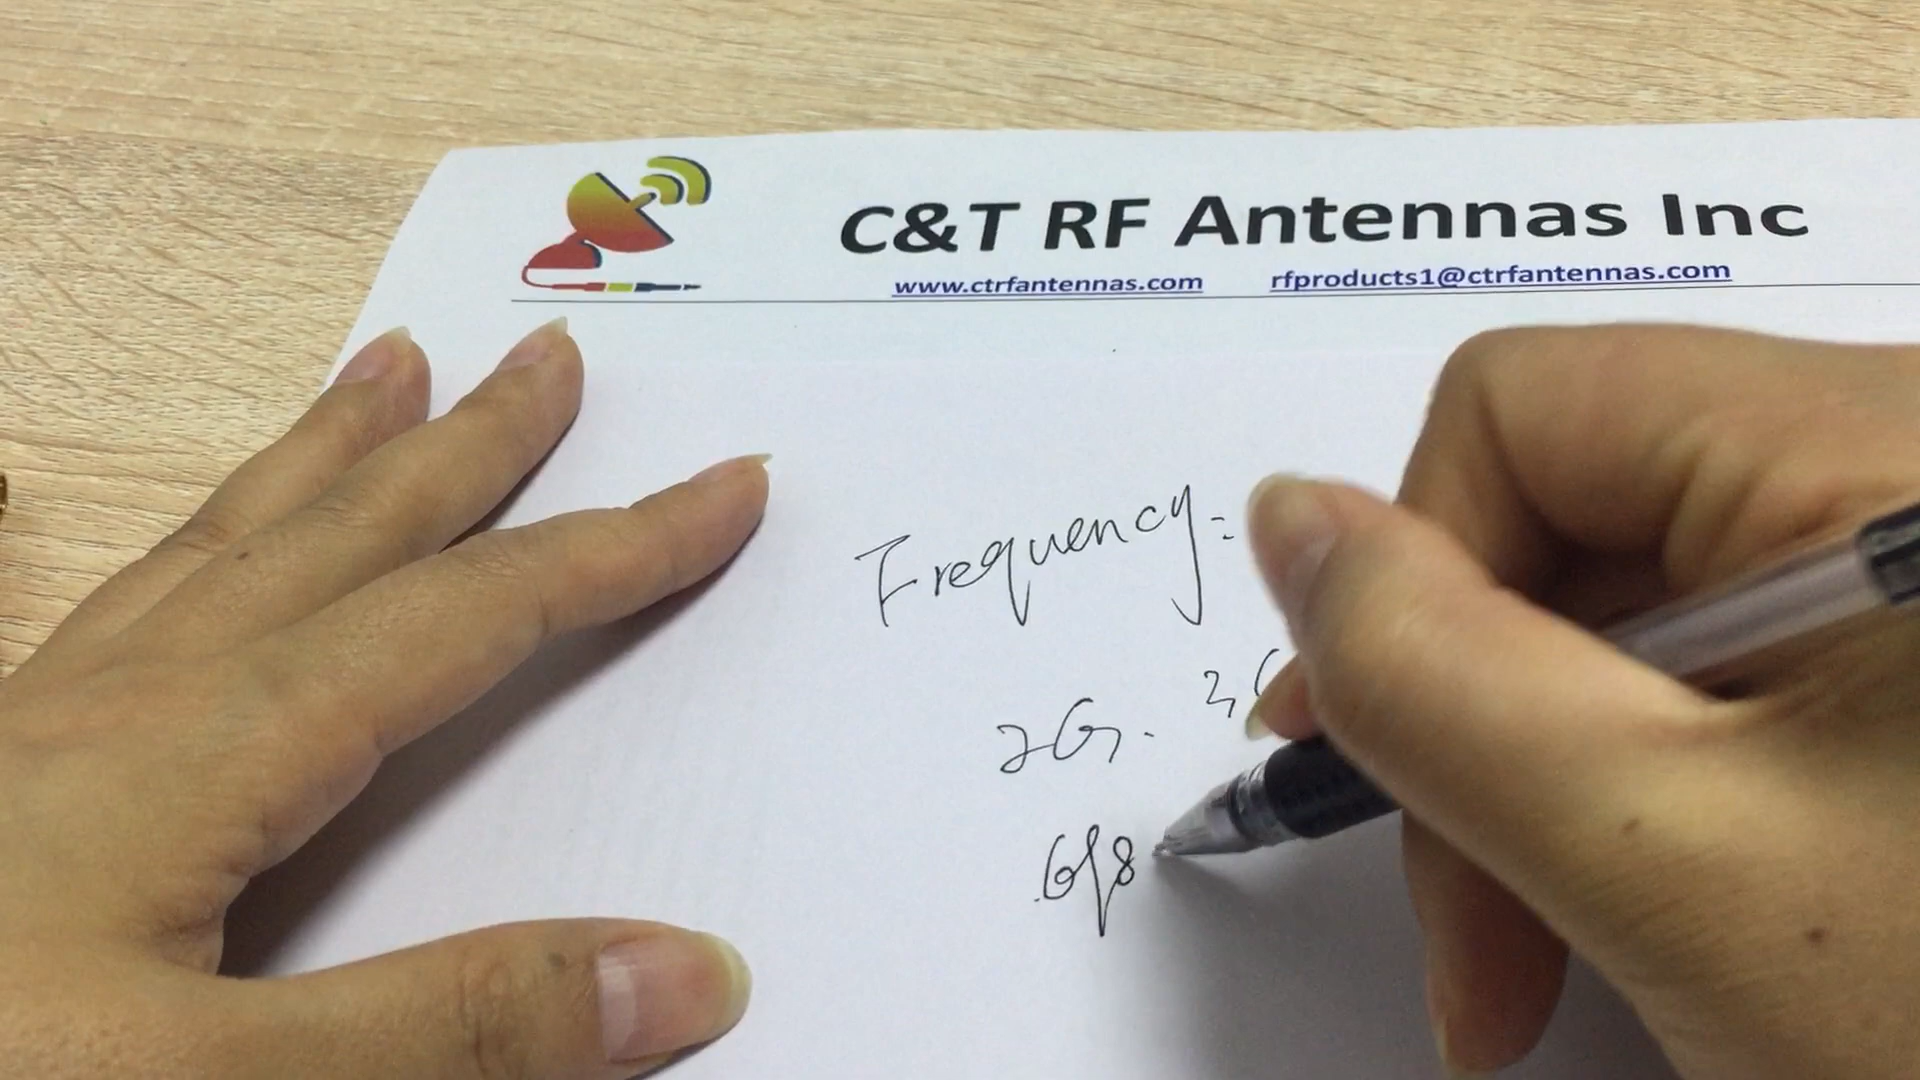 C&T RF Antennas Inc
www.ctrfantennas.com rfproducts1@ctrfantennas.com
Frequency:
2G. 3G
698